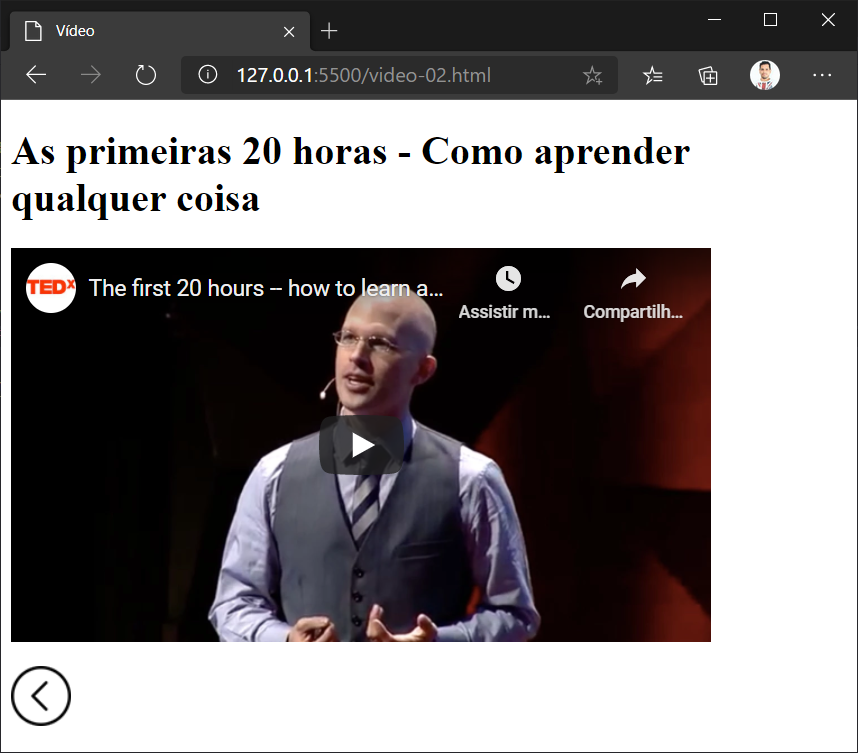 Vídeo
127.0.0.1:5500/video-02.html
As primeiras 20 horas - Como aprender
qualquer coisa
TEDx
The first 20 hours -- how to learn a...
Assistir m...
Compartilh...